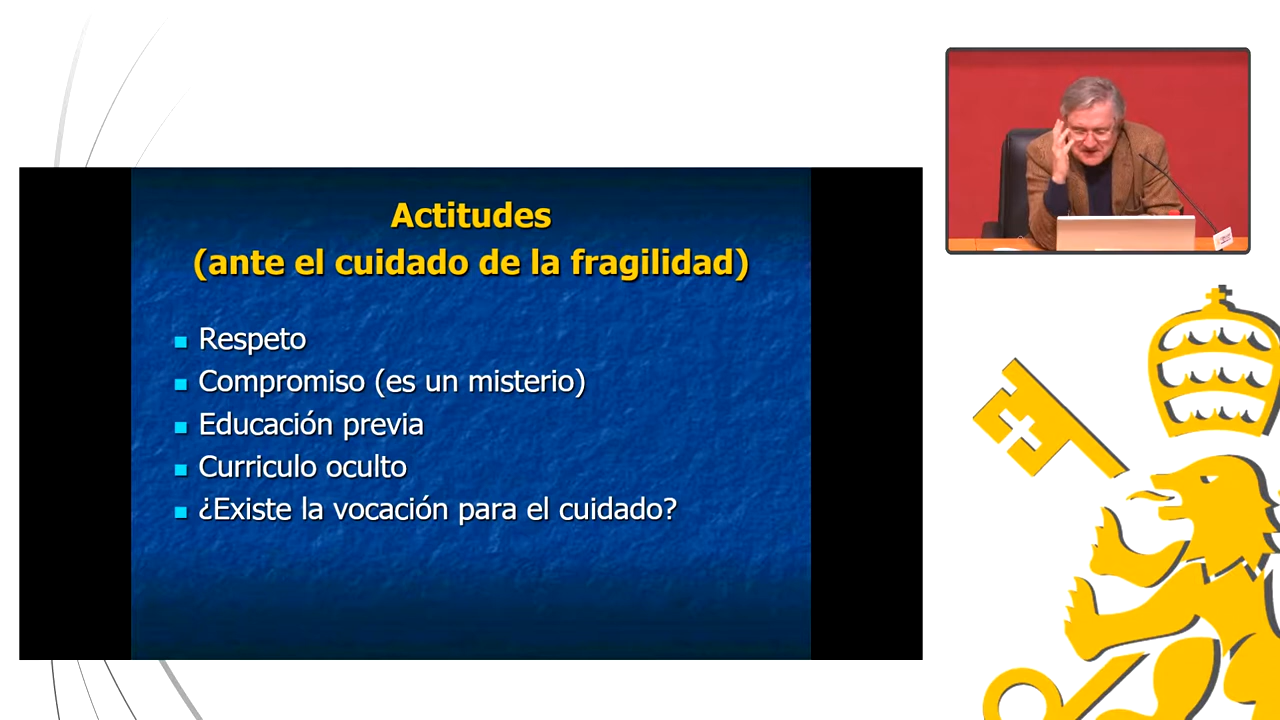 Actitudes
(ante el cuidado de la fragilidad)
Respeto
Compromiso (es un misterio)
Educación previa
Curriculo oculto
¿Existe la vocación para el cuidado?